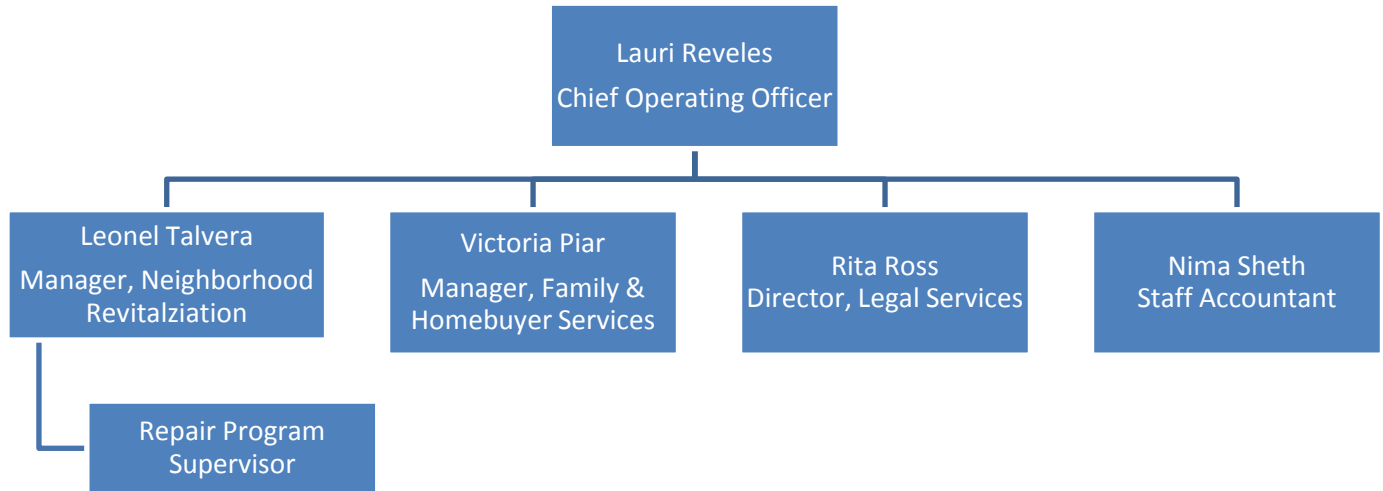 Lauri Reveles
Chief Operating Officer
Leonel Talvera
Manager, Neighborhood
Revitalziation
Victoria Piar
Manager, Family &
Homebuyer Services
Rita Ross
Director, Legal Services
Nima Sheth
Staff Accountant
Repair Program
Supervisor